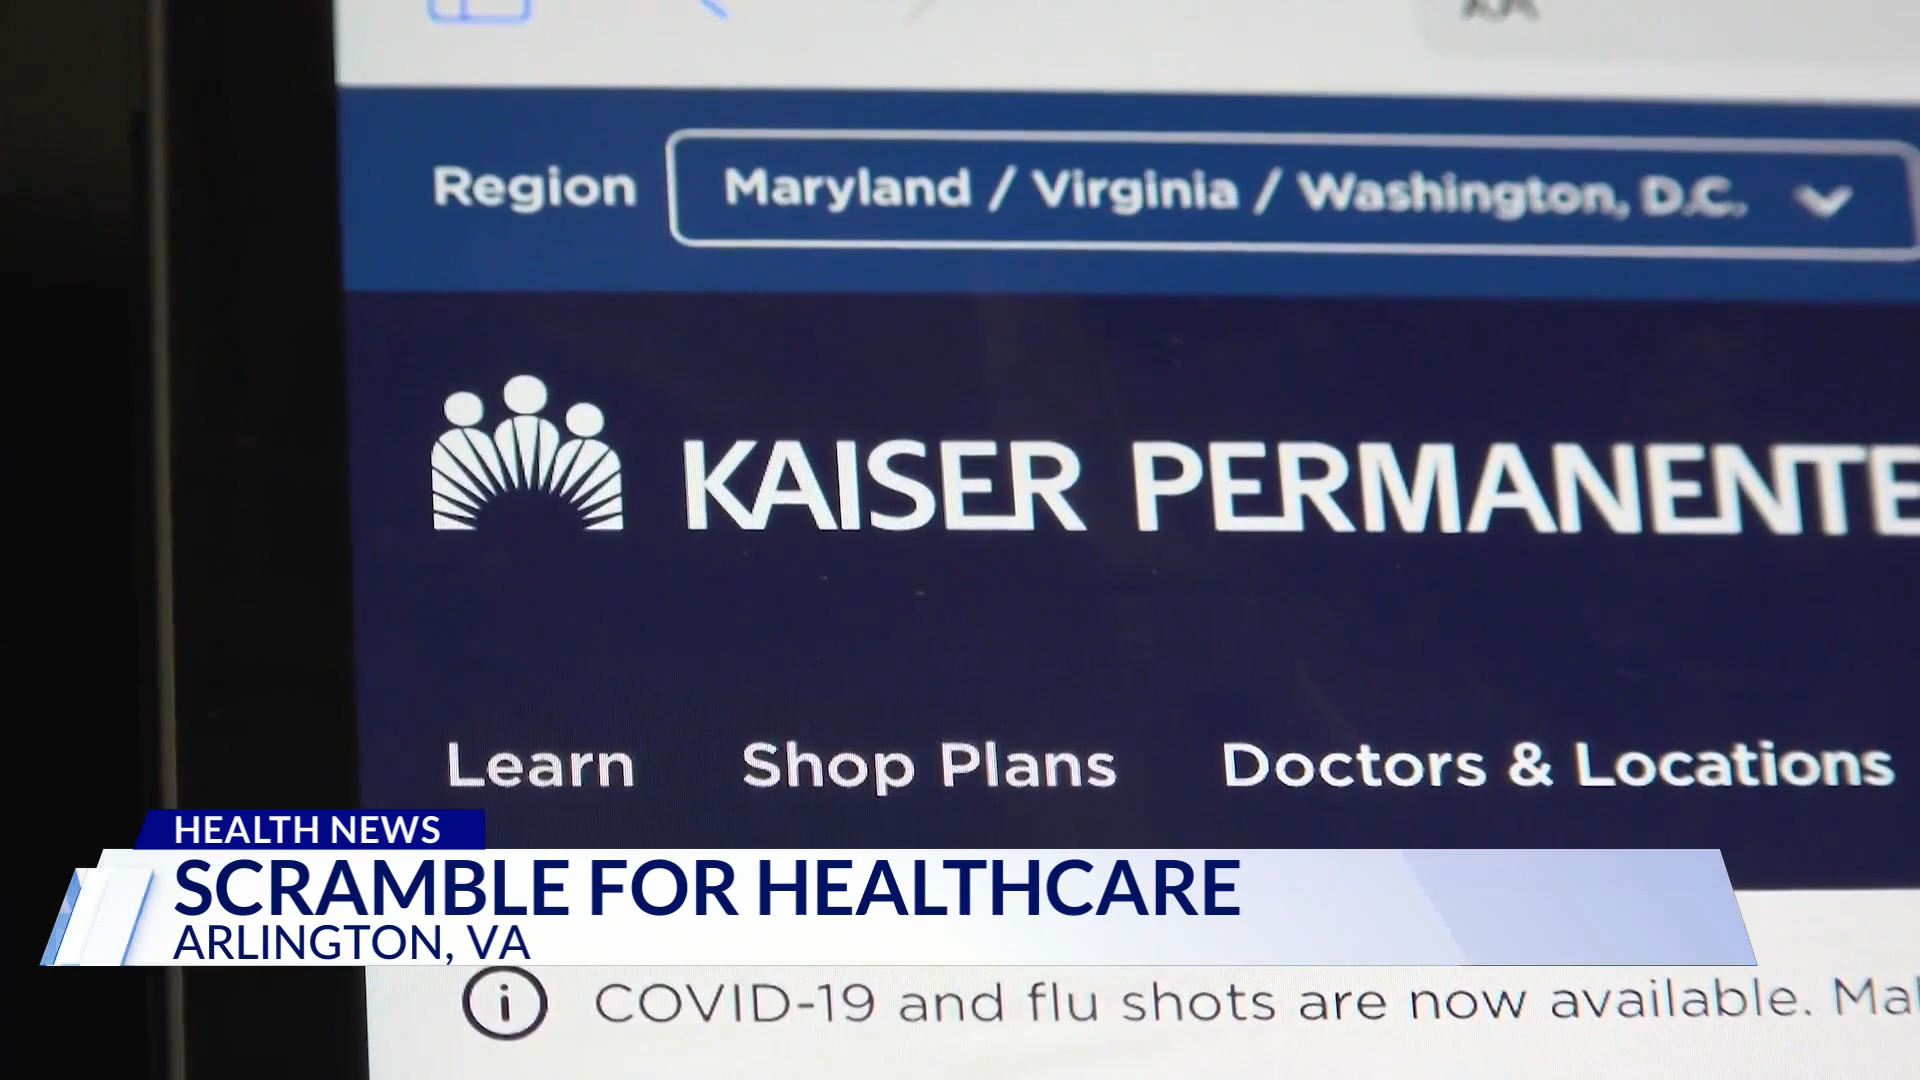 Region Maryland / Virginia / Washington, D.C.
KAISER PERMANENTE
Learn Shop Plans Doctors & Locations
HEALTH NEWS
SCRAMBLE FOR HEALTHCARE
ARLINGTON, VA
COVID-19 and flu shots are now available.